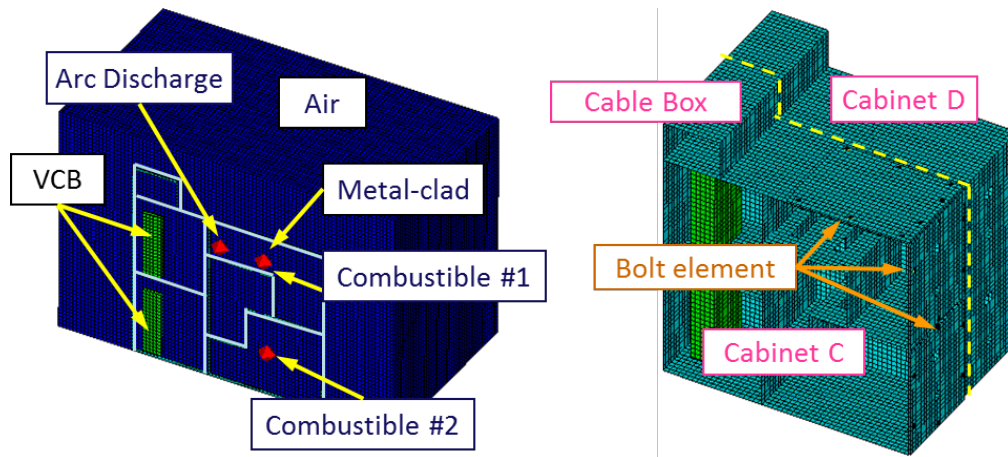 Arc Discharge
Air
VCB
Metal-clad
Combustible #1
Combustible #2
Cable Box
Cabinet D
Bolt element
Cabinet C